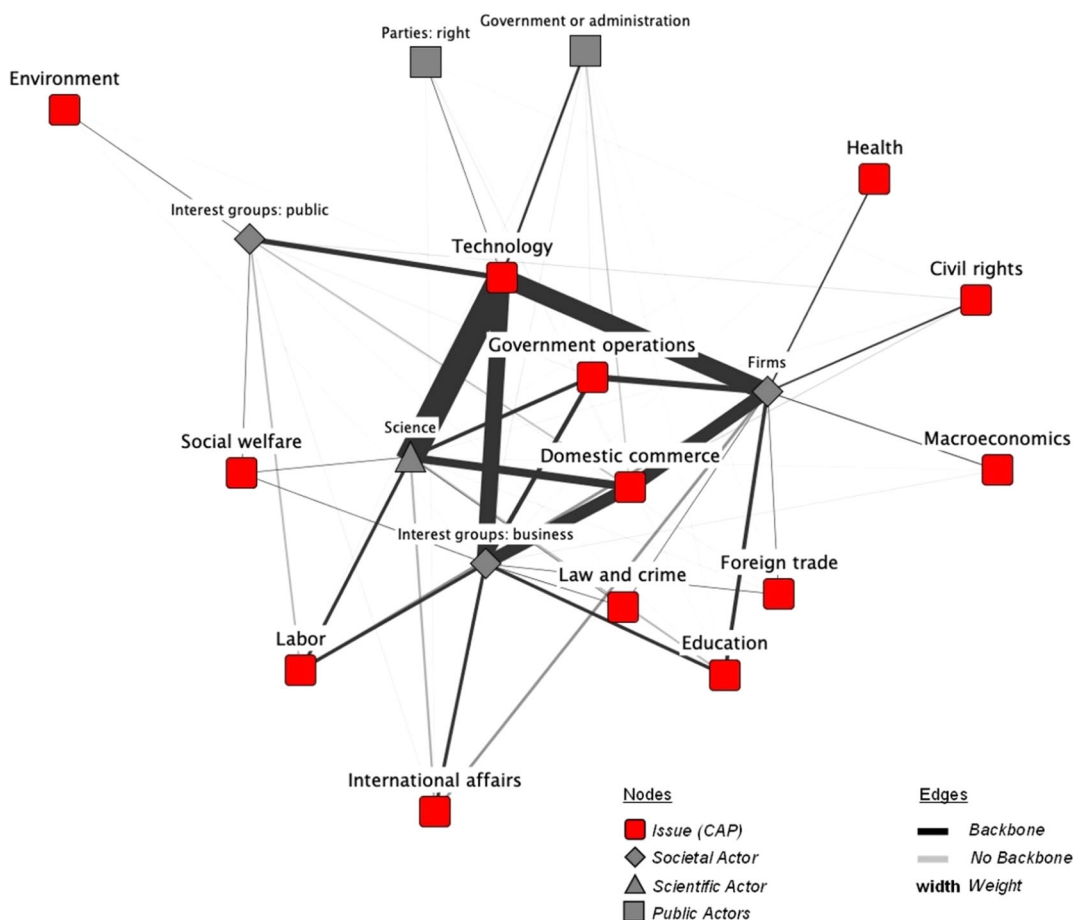 Government or administration
Parties: right
Environment
Health
Interest groups: public
Technology
Civil rights
Government operations
Firms
Science
Social welfare
Domestic commerce
Macroeconomics
Interest groups: business
Law and crime
Foreign trade
Labor
Education
International affairs
Nodes
Issue (CAP)
Societal Actor
Scientific Actor
Public Actors
Edges
Backbone
No Backbone
width Weight